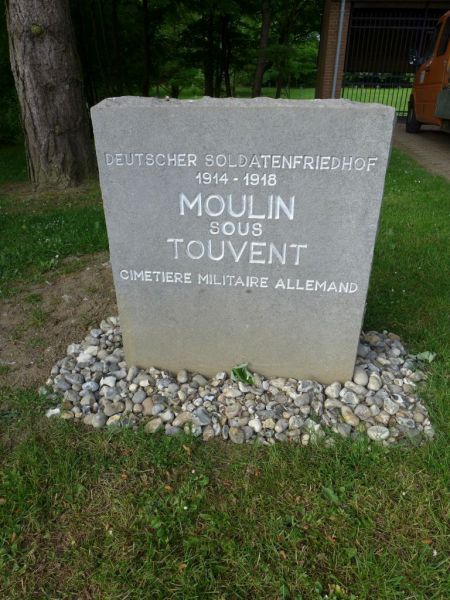 DEUTSCHER SOLDATENFRIEDHOF
1914 - 1918
MOULIN
SOUS
TOUVENT
CIMETIERE MILITAIRE ALLEMAND